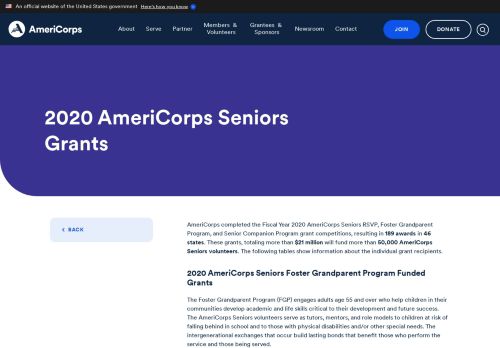 An official website of the United States government Here's how you know
AmeriCorps
About Serve Partner Members & Volunteers Grantees & Sponsors Newsroom Contact JOIN DONATE
2020 AmeriCorps Seniors
Grants
< BACK
AmeriCorps completed the Fiscal Year 2020 AmeriCorps Seniors RSVP, Foster Grandparent
Program, and Senior Companion Program grant competitions, resulting in 189 awards in 46
states. These grants, totaling more than $21 million will fund more than 50,000 AmeriCorps
Seniors volunteers. The following tables show information about the individual grant recipients.
2020 AmeriCorps Seniors Foster Grandparent Program Funded
Grants
The Foster Grandparent Program (FGP) engages adults age 55 and over who help children in their
communities develop academic and life skills critical to their development and future success.
The AmeriCorps Seniors volunteers serve as tutors, mentors, and role models to children at risk of
falling behind in school and to those with physical disabilities and/or other special needs. The
intergenerational exchanges that occur build lasting bonds that benefit those who perform the
service and those being served.